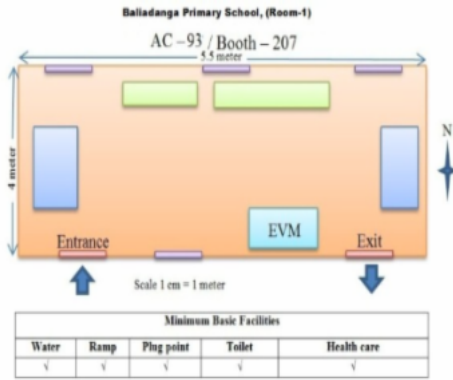 Baliadanga Primary School, (Room-1)
AC – 93 / Booth – 207
5.5 meter
4 meter
N
EVM
Entrance
Exit
Scale 1 cm = 1 meter
Minimum Basic Facilities
Water Ramp Plug point Toilet Health care
√ √ √ √ √